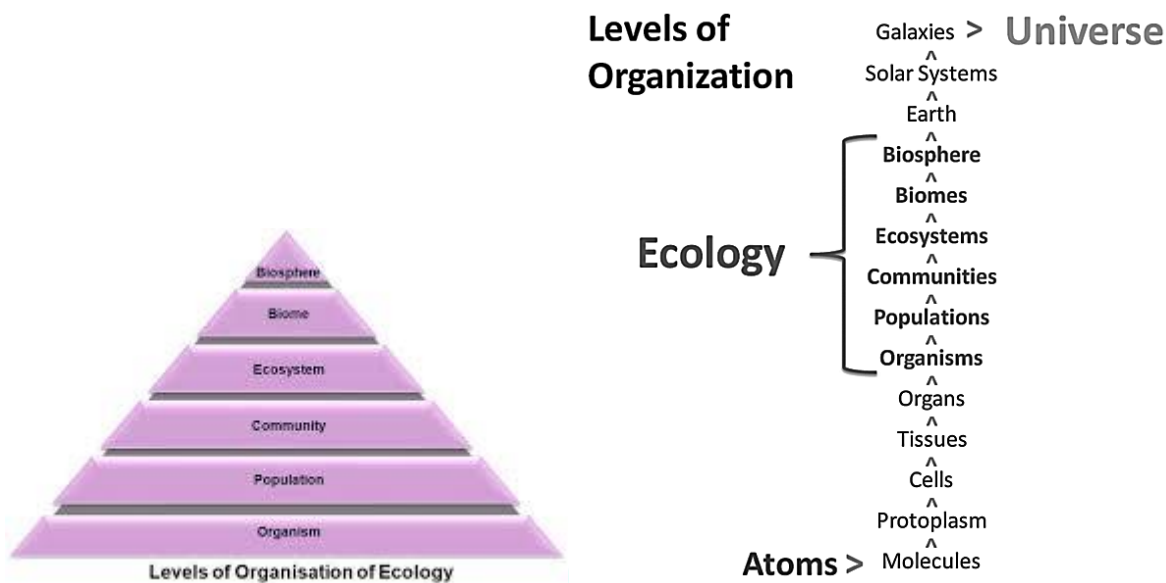 Biosphere
Biome
Ecosystem
Community
Population
Organism
Levels of Organisation of Ecology
Levels of
Organization
Galaxies > Universe
^
Solar Systems
^
Earth
^
Biosphere
^
Biomes
^
Ecosystems
^
Communities
^
Populations
^
Organisms
^
Organs
^
Tissues
^
Cells
^
Protoplasm
^
Atoms > Molecules
Ecology